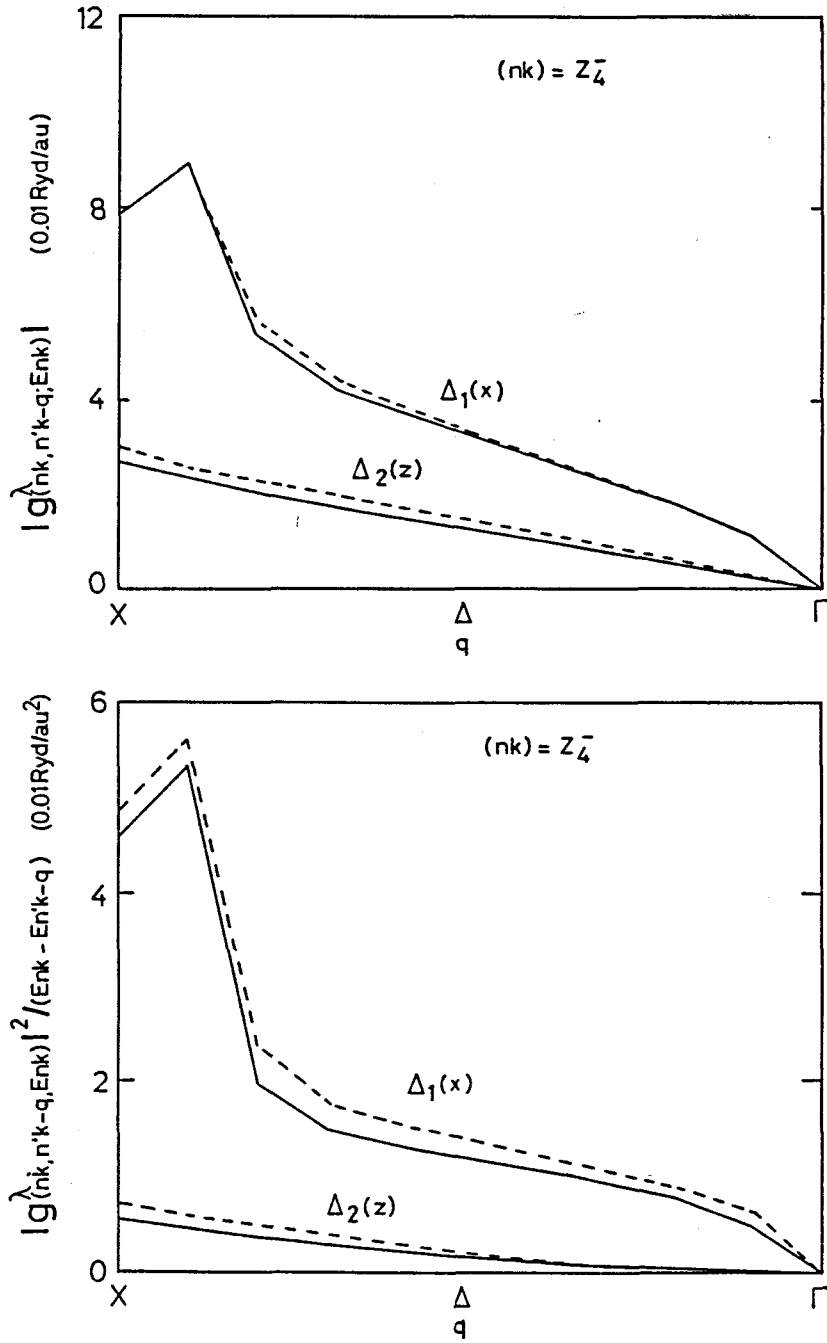 12
8
4
0
(nk) = Z₄⁻
Δ₁(x)
Δ₂(z)
|g^λ(nk,n'k-q;Enk)| (0.01 Ryd/au)
X Δ Γ
q
6
4
2
0
(nk) = Z₄⁻
Δ₁(x)
Δ₂(z)
|g^λ(nk,n'k-q,Enk)|²/(Enk - En'k-q) (0.01 Ryd/au²)
X Δ Γ
q